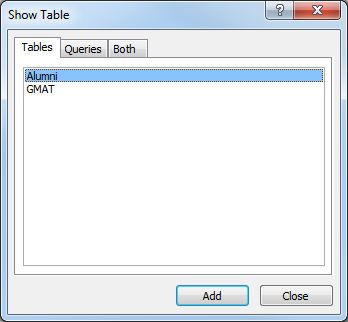 Show Table
?
Tables Queries Both
Alumni
GMAT
Add Close